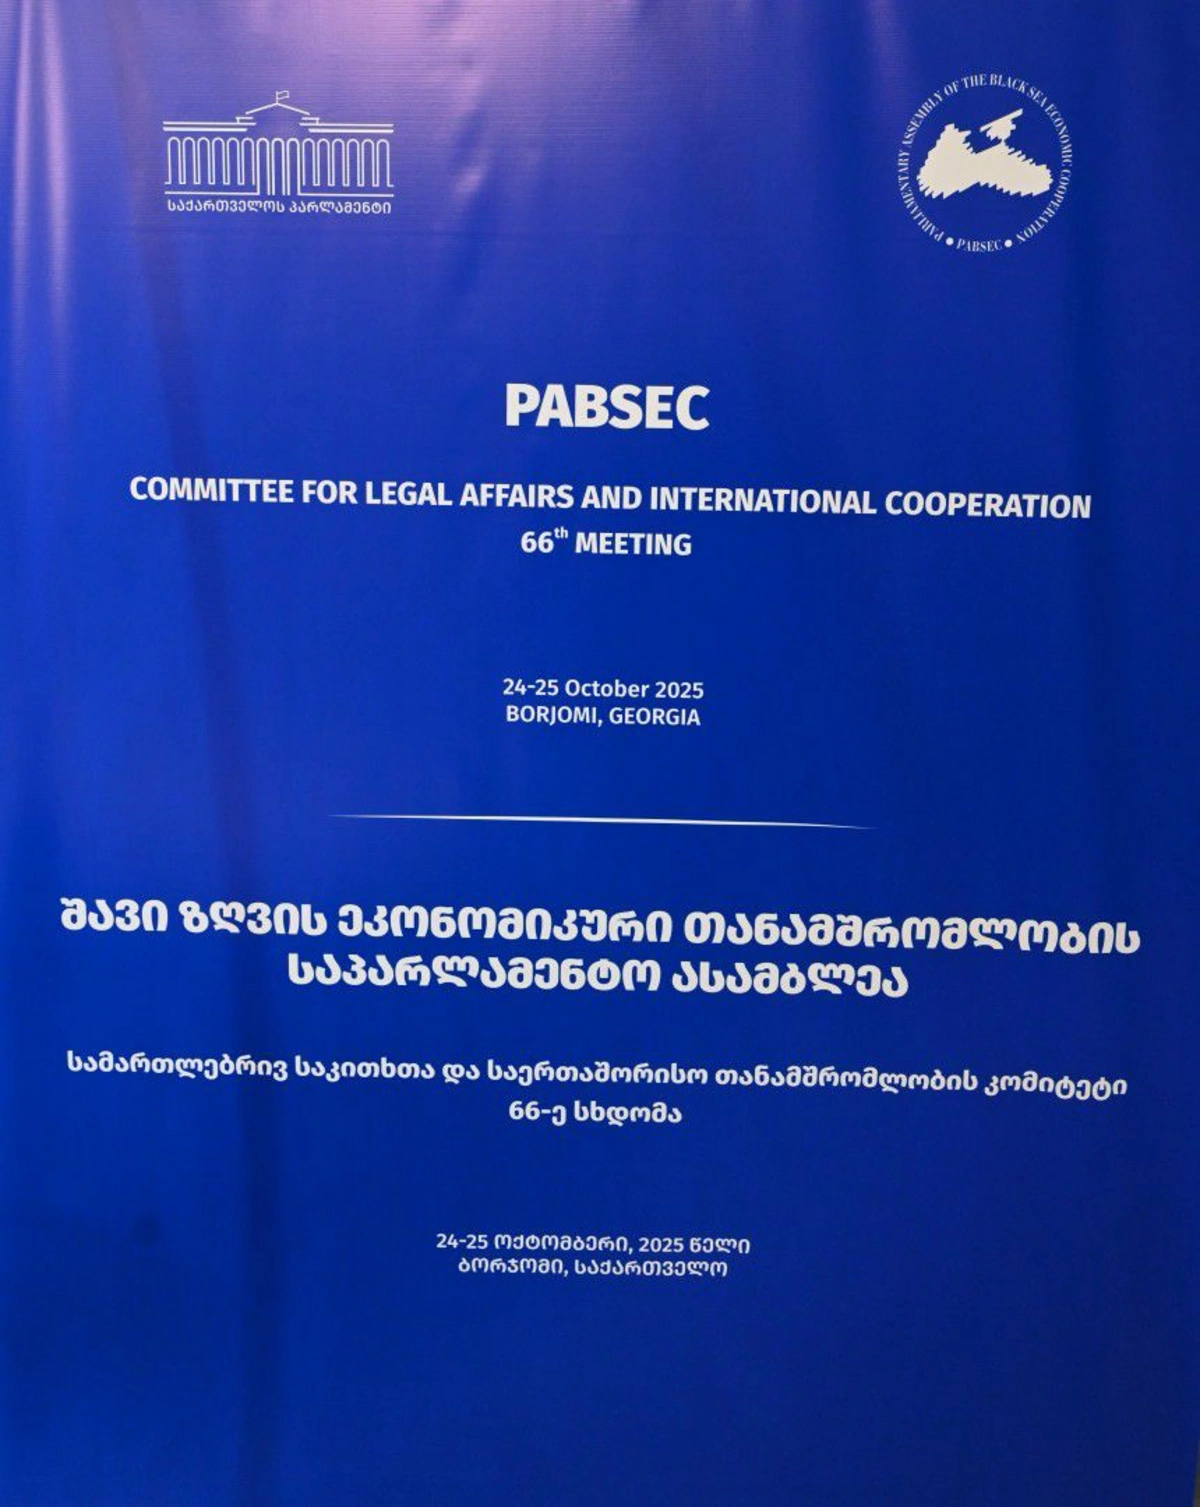 საქართველოს პარლამენტი
PARLIAMENTARY ASSEMBLY OF THE BLACK SEA ECONOMIC COOPERATION
• PABSEC •
PABSEC
COMMITTEE FOR LEGAL AFFAIRS AND INTERNATIONAL COOPERATION
66th MEETING
24-25 October 2025
BORJOMI, GEORGIA
შავი ზღვის ეკონომიკური თანამშრომლობის
საპარლამენტო ასამბლეა
სამართლებრივ საკითხთა და საერთაშორისო თანამშრომლობის კომიტეტი
66-ე სხდომა
24-25 ოქტომბერი, 2025 წელი
ბორჯომი, საქართველო